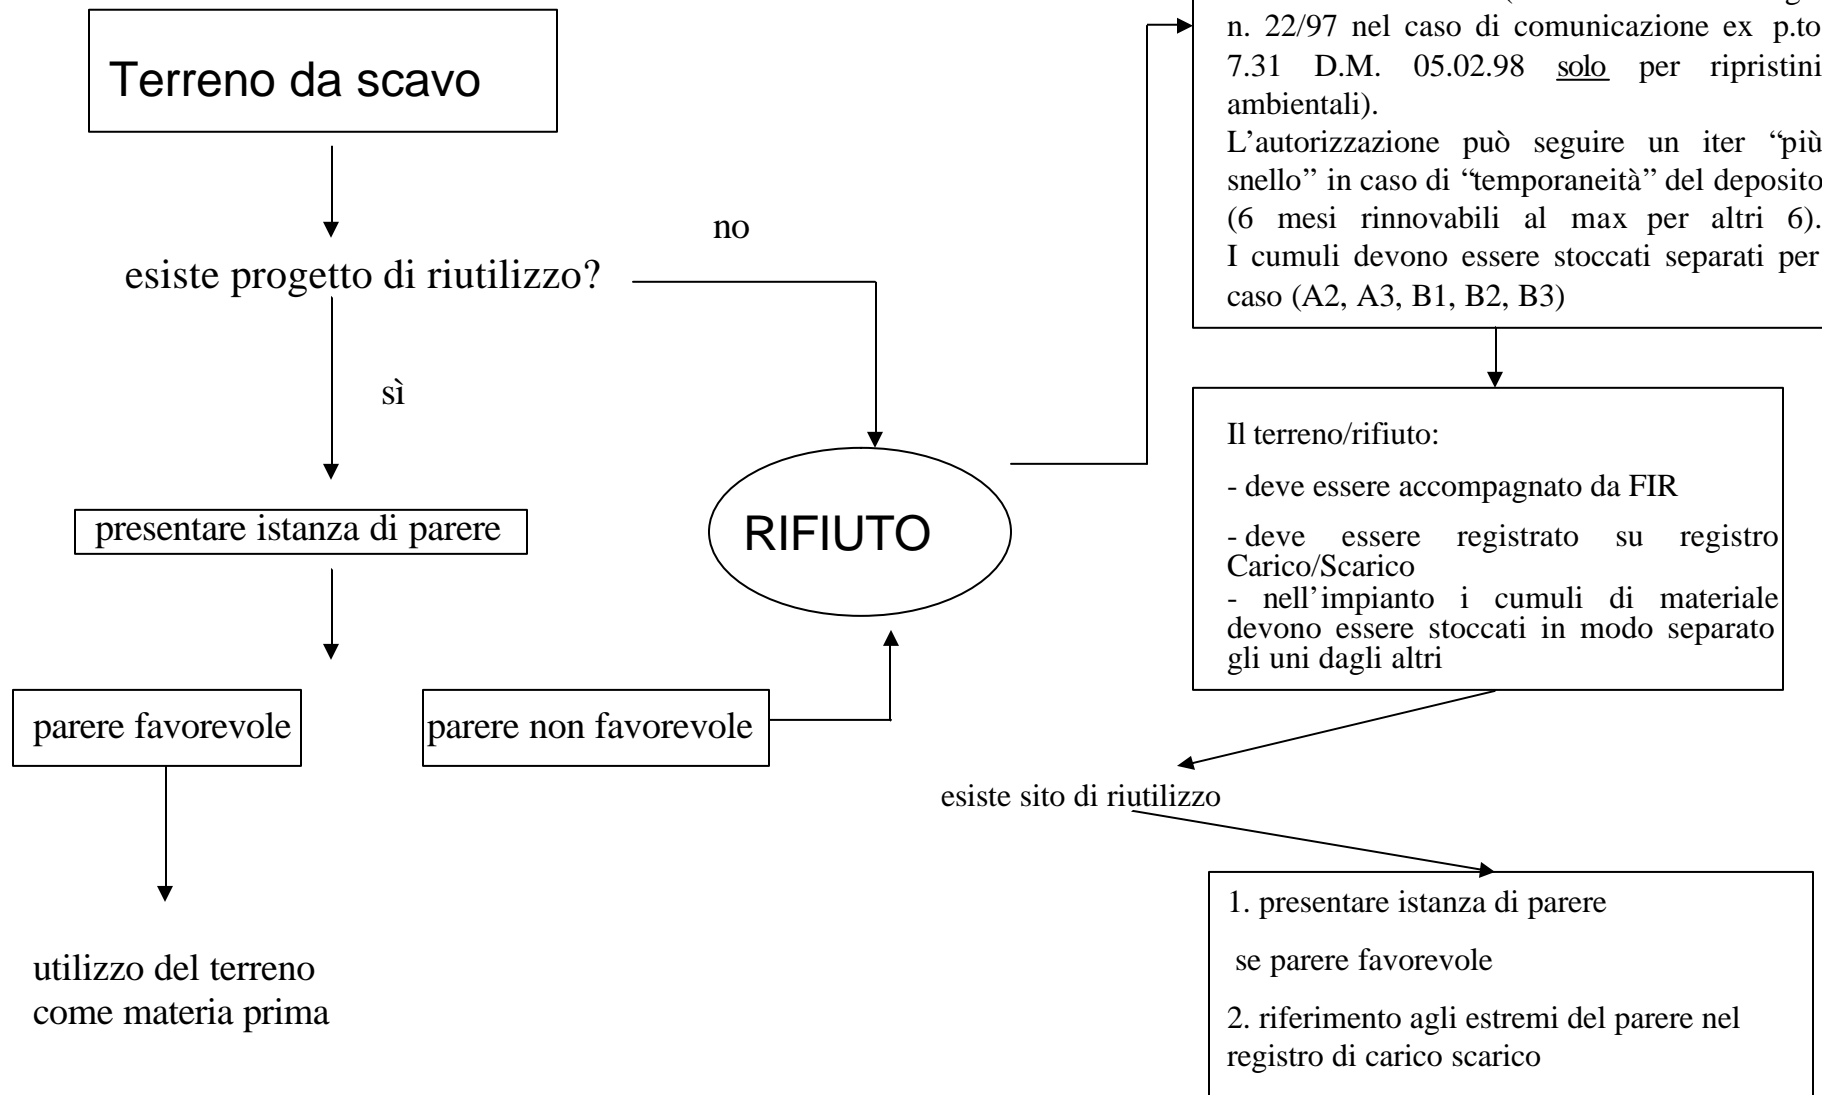 Terreno da scavo
esiste progetto di riutilizzo?
no
sì
presentare istanza di parere
RIFIUTO
parere favorevole
parere non favorevole
utilizzo del terreno
come materia prima
n. 22/97 nel caso di comunicazione ex p.to
7.31 D.M. 05.02.98 solo per ripristini
ambientali).
L’autorizzazione può seguire un iter “più
snello” in caso di “temporaneità” del deposito
(6 mesi rinnovabili al max per altri 6).
I cumuli devono essere stoccati separati per
caso (A2, A3, B1, B2, B3)
Il terreno/rifiuto:
- deve essere accompagnato da FIR
- deve essere registrato su registro
Carico/Scarico
- nell’impianto i cumuli di materiale
devono essere stoccati in modo separato
gli uni dagli altri
esiste sito di riutilizzo
1. presentare istanza di parere
se parere favorevole
2. riferimento agli estremi del parere nel
registro di carico scarico